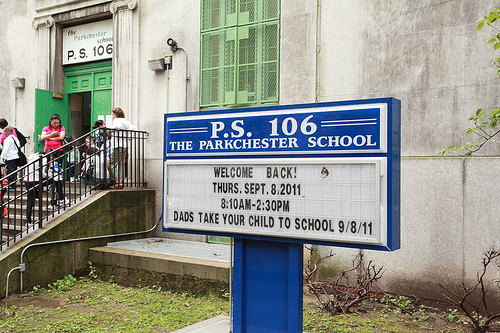 the
Parkchester
school
P. S. 106
P.S. 106
THE PARKCHESTER SCHOOL
WELCOME BACK!
THURS. SEPT. 8,2011
8:10AM-2:30PM
DADS TAKE YOUR CHILD TO SCHOOL 9/8/11